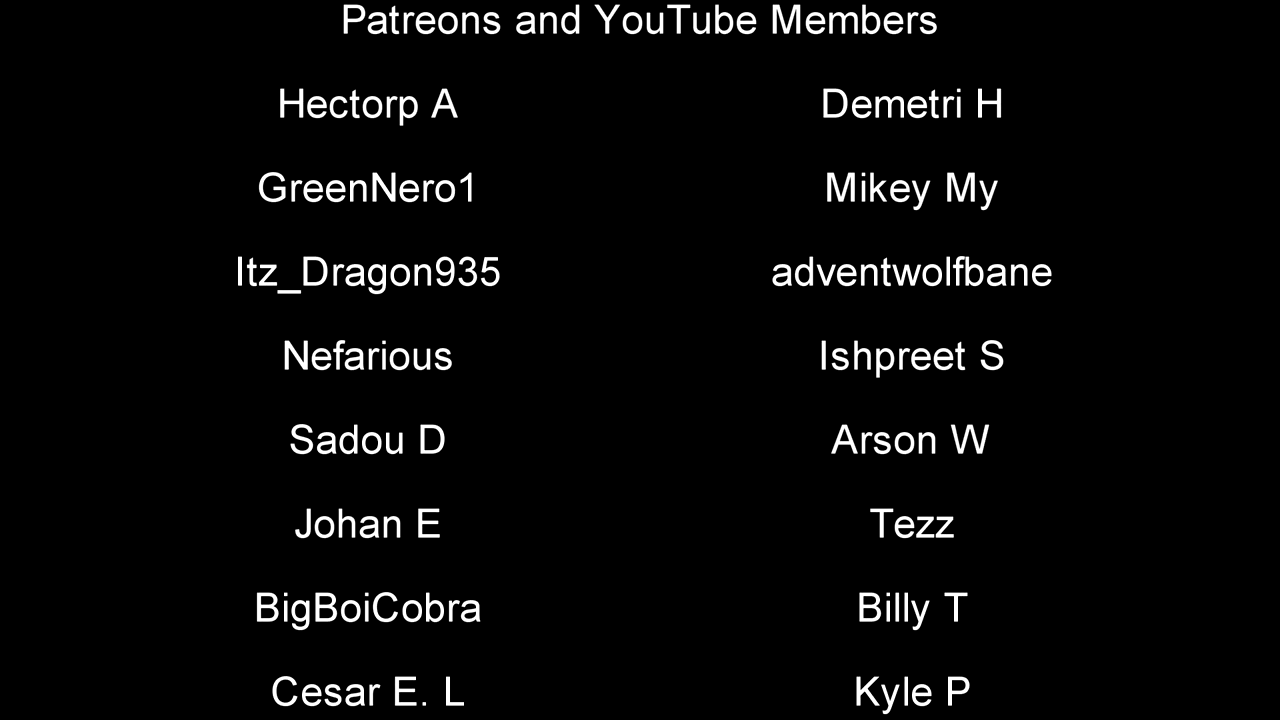 Patreons and YouTube Members
Hectorp A Demetri H
GreenNero1 Mikey My
Itz_Dragon935 adventwolfbane
Nefarious Ishpreet S
Sadou D Arson W
Johan E Tezz
BigBoiCobra Billy T
Cesar E. L Kyle P